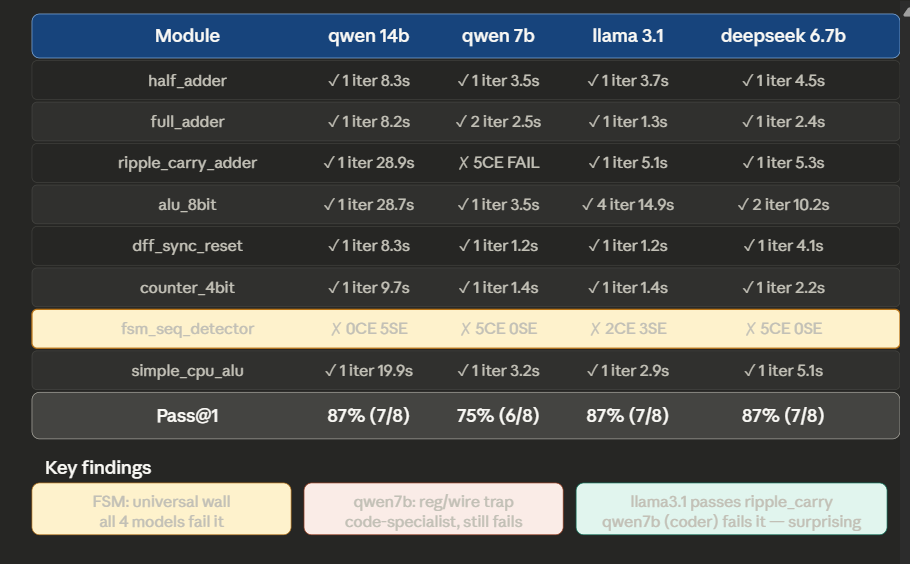 Module qwen 14b qwen 7b llama 3.1 deepseek 6.7b
half_adder ✓ 1 iter 8.3s ✓ 1 iter 3.5s ✓ 1 iter 3.7s ✓ 1 iter 4.5s
full_adder ✓ 1 iter 8.2s ✓ 2 iter 2.5s ✓ 1 iter 1.3s ✓ 1 iter 2.4s
ripple_carry_adder ✓ 1 iter 28.9s ✗ 5CE FAIL ✓ 1 iter 5.1s ✓ 1 iter 5.3s
alu_8bit ✓ 1 iter 28.7s ✓ 1 iter 3.5s ✓ 4 iter 14.9s ✓ 2 iter 10.2s
dff_sync_reset ✓ 1 iter 8.3s ✓ 1 iter 1.2s ✓ 1 iter 1.2s ✓ 1 iter 4.1s
counter_4bit ✓ 1 iter 9.7s ✓ 1 iter 1.4s ✓ 1 iter 1.4s ✓ 1 iter 2.2s
fsm_seq_detector ✗ 0CE 5SE ✗ 5CE 0SE ✗ 2CE 3SE ✗ 5CE 0SE
simple_cpu_alu ✓ 1 iter 19.9s ✓ 1 iter 3.2s ✓ 1 iter 2.9s ✓ 1 iter 5.1s
Pass@1 87% (7/8) 75% (6/8) 87% (7/8) 87% (7/8)
Key findings
FSM: universal wall
all 4 models fail it
qwen7b: reg/wire trap
code-specialist, still fails
llama3.1 passes ripple_carry
qwen7b (coder) fails it — surprising